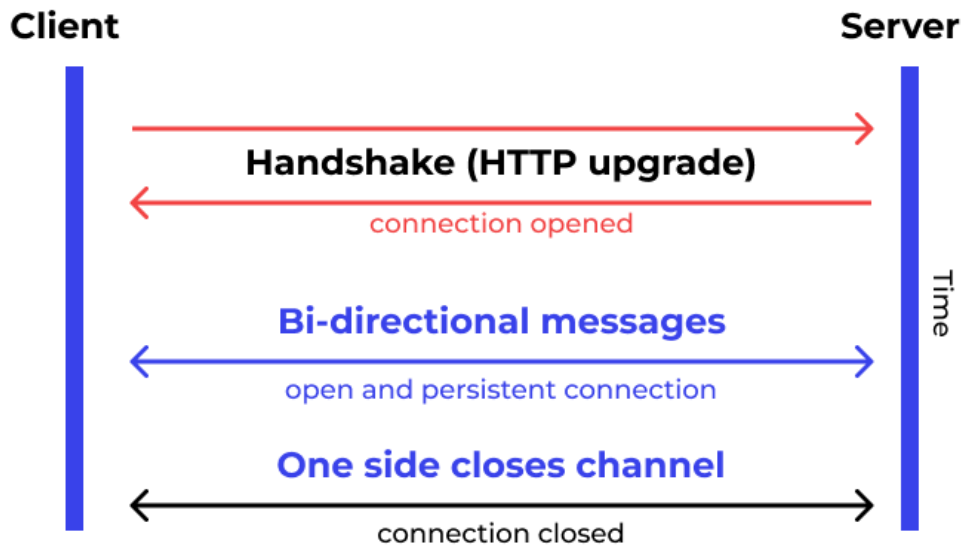 Client
Server
Handshake (HTTP upgrade)
connection opened
Time
Bi-directional messages
open and persistent connection
One side closes channel
connection closed